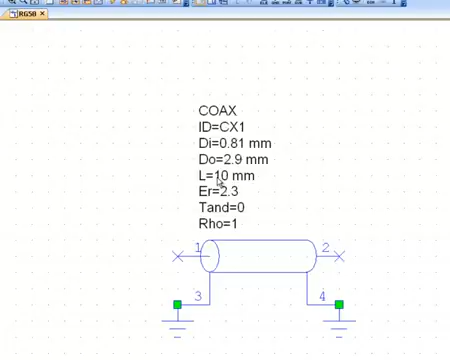 RG58
COAX
ID=CX1
Di=0.81 mm
Do=2.9 mm
L=10 mm
Er=2.3
Tand=0
Rho=1
1 2
3 4